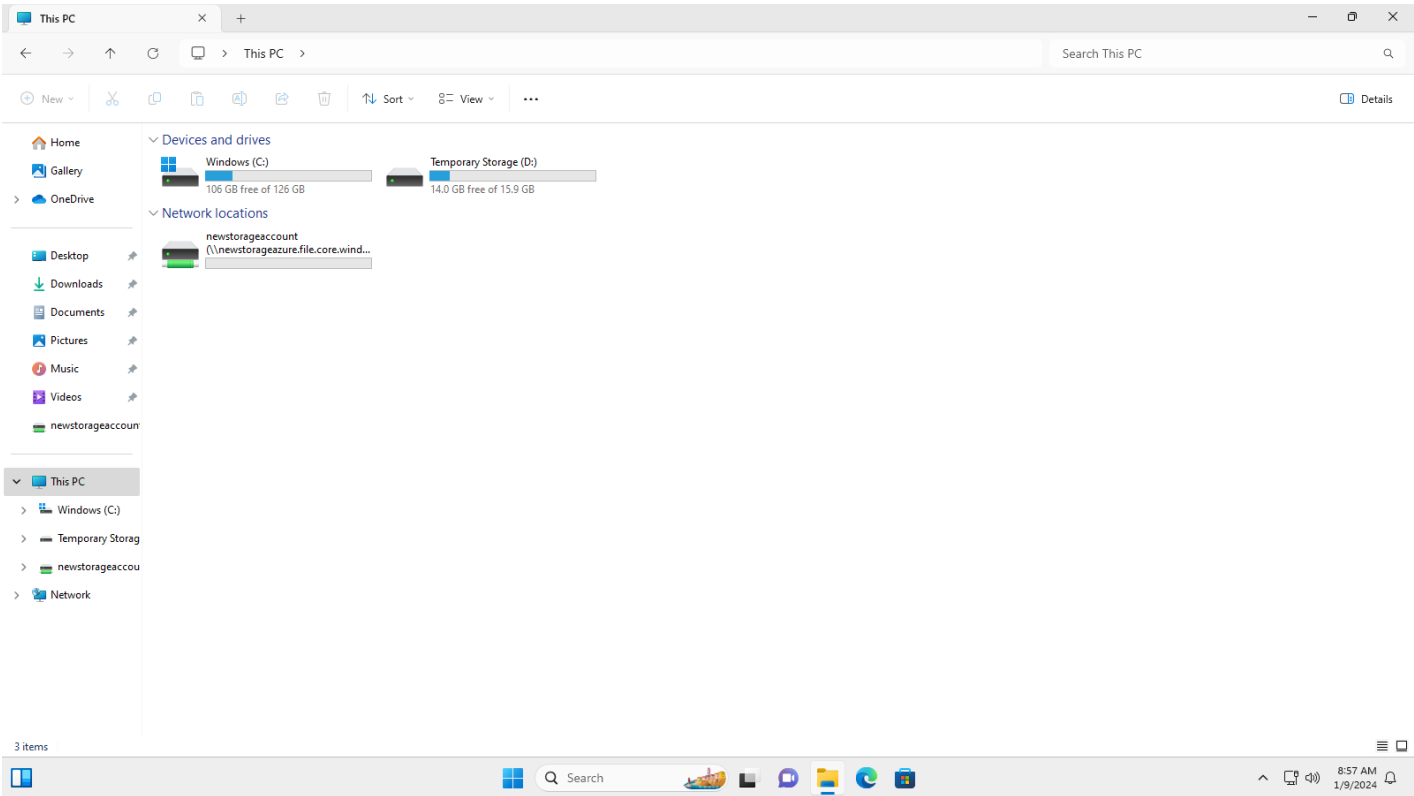 This PC
This PC
Search This PC
New
Sort
View
Details
Home
Gallery
OneDrive
Desktop
Downloads
Documents
Pictures
Music
Videos
newstorageaccoun
This PC
Windows (C:)
Temporary Storag
newstorageaccou
Network
Devices and drives
Windows (C:)
106 GB free of 126 GB
Temporary Storage (D:)
14.0 GB free of 15.9 GB
Network locations
newstorageaccount
(\\newstorageazure.file.core.wind...
3 items
Search
8:57 AM
1/9/2024